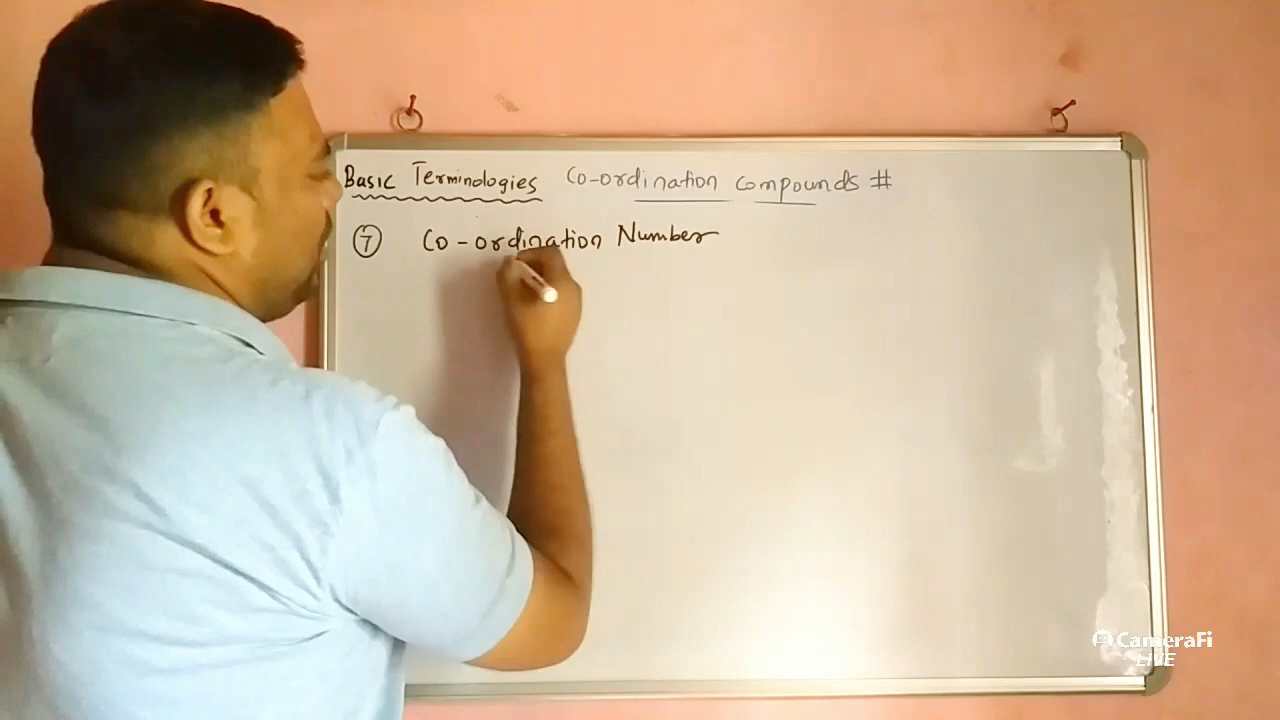 Basic Terminologies Co-ordination compounds #
⑦ Co-ordination Number
CameraFi
LIVE